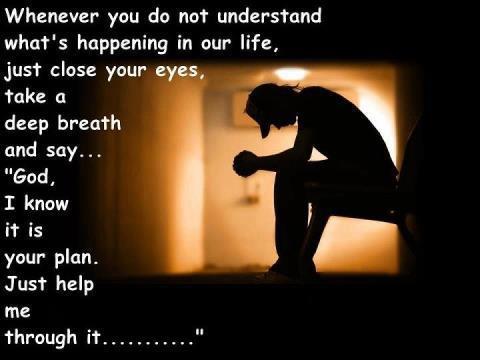 Whenever you do not understand
what's happening in our life,
just close your eyes,
take a
deep breath
and say...
"God,
I know
it is
your plan.
Just help
me
through it..........."